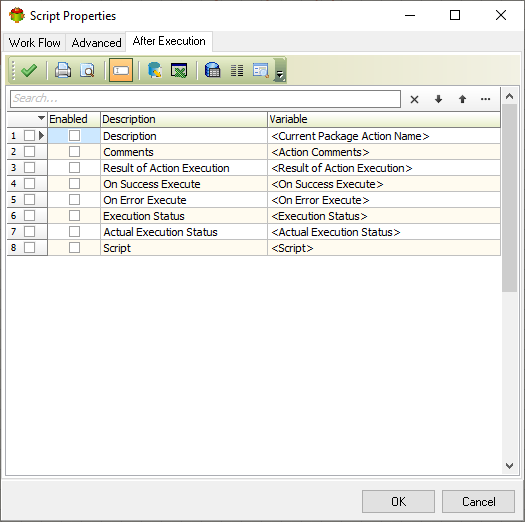 Script Properties
Work Flow Advanced After Execution
Search...
Enabled Description Variable
1 Description <Current Package Action Name>
2 Comments <Action Comments>
3 Result of Action Execution <Result of Action Execution>
4 On Success Execute <On Success Execute>
5 On Error Execute <On Error Execute>
6 Execution Status <Execution Status>
7 Actual Execution Status <Actual Execution Status>
8 Script <Script>
OK Cancel